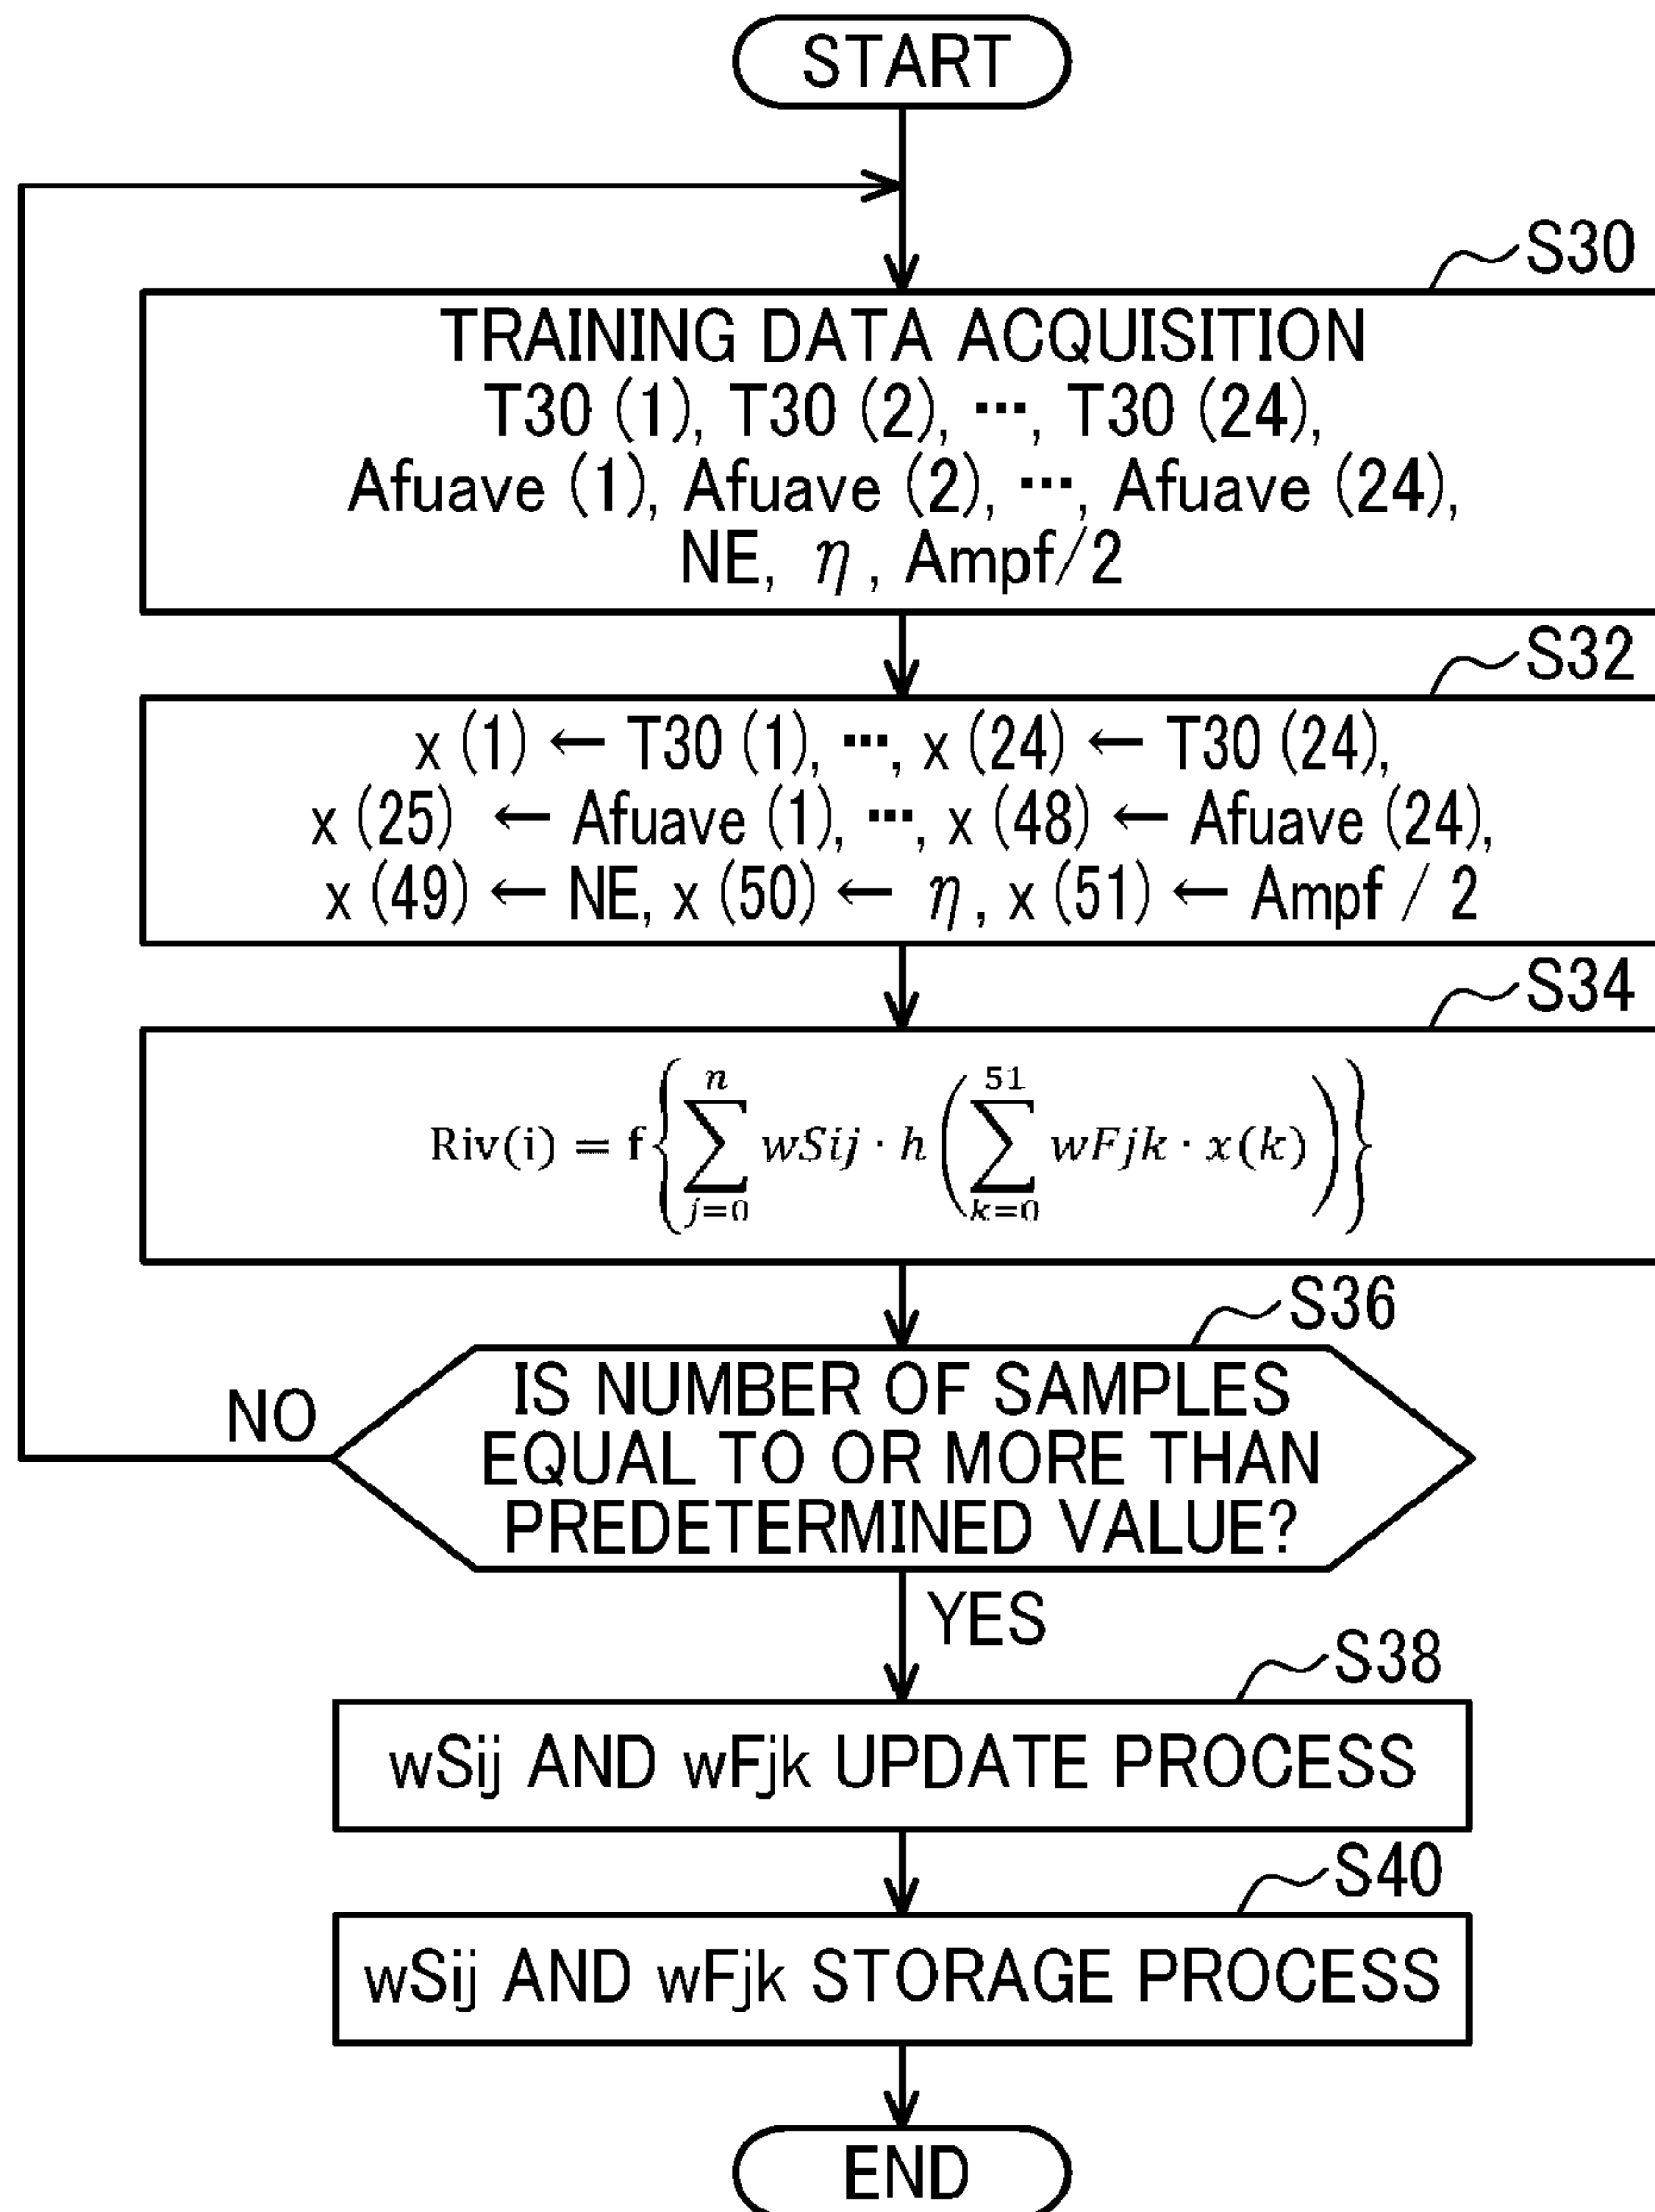 START
S30
TRAINING DATA ACQUISITION
T30 (1), T30 (2), ···, T30 (24),
Afuave (1), Afuave (2), ···, Afuave (24),
NE, η, Ampf/2
S32
x (1) ← T30 (1), ···, x (24) ← T30 (24),
x (25) ← Afuave (1), ···, x (48) ← Afuave (24),
x (49) ← NE, x (50) ← η, x (51) ← Ampf / 2
S34
Riv(i) = f{∑_{j=0}^{n} wSij · h(∑_{k=0}^{51} wFjk · x(k))}
S36
IS NUMBER OF SAMPLES
EQUAL TO OR MORE THAN
PREDETERMINED VALUE?
NO
YES
S38
wSij AND wFjk UPDATE PROCESS
S40
wSij AND wFjk STORAGE PROCESS
END